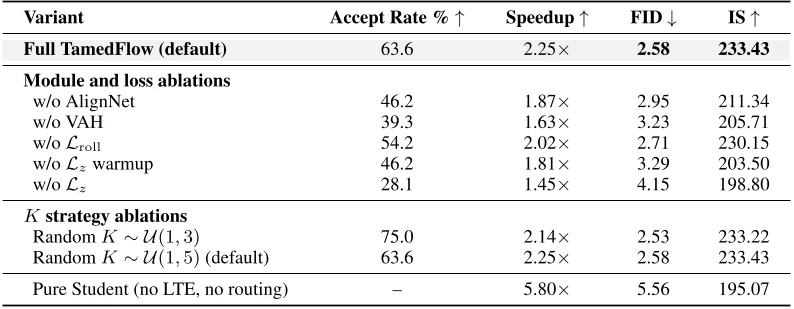 Variant Accept Rate % ↑ Speedup ↑ FID ↓ IS ↑
Full TamedFlow (default) 63.6 2.25× 2.58 233.43
Module and loss ablations
w/o AlignNet 46.2 1.87× 2.95 211.34
w/o VAH 39.3 1.63× 3.23 205.71
w/o ℒ_roll 54.2 2.02× 2.71 230.15
w/o ℒ_z warmup 46.2 1.81× 3.29 203.50
w/o ℒ_z 28.1 1.45× 4.15 198.80
K strategy ablations
Random K ∼ 𝒰(1, 3) 75.0 2.14× 2.53 233.22
Random K ∼ 𝒰(1, 5) (default) 63.6 2.25× 2.58 233.43
Pure Student (no LTE, no routing) – 5.80× 5.56 195.07